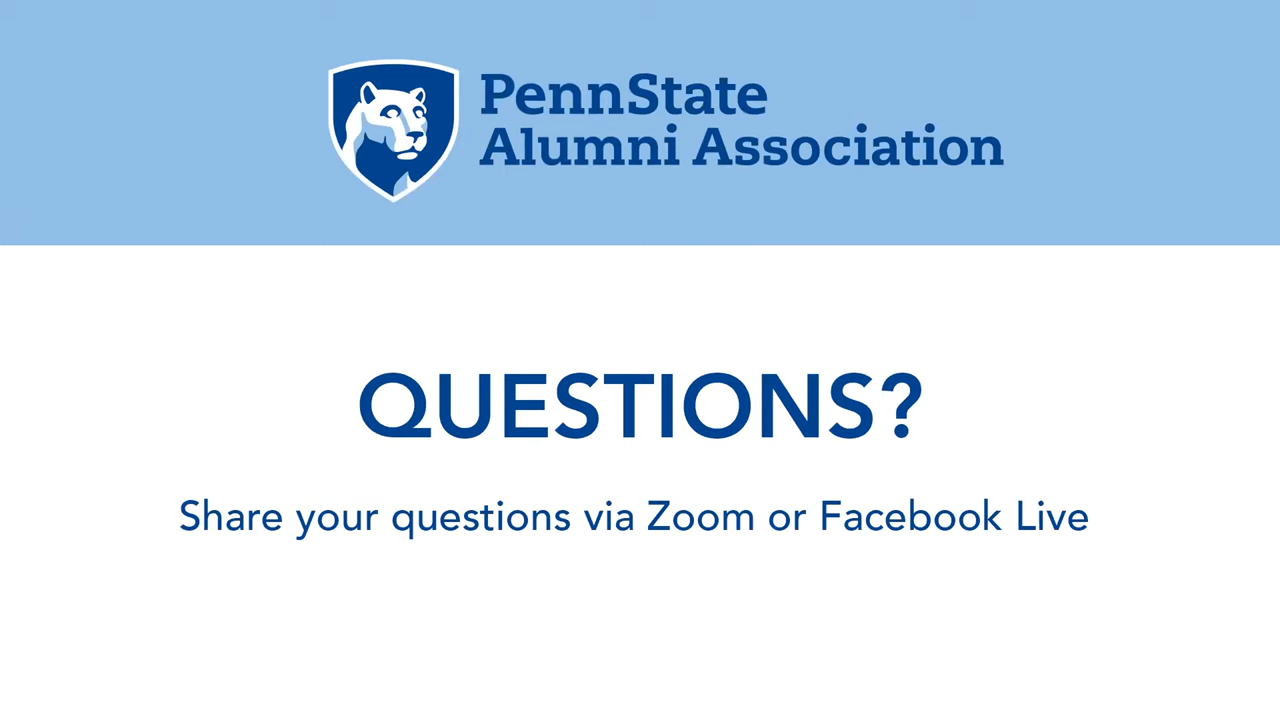 PennState
Alumni Association
QUESTIONS?
Share your questions via Zoom or Facebook Live